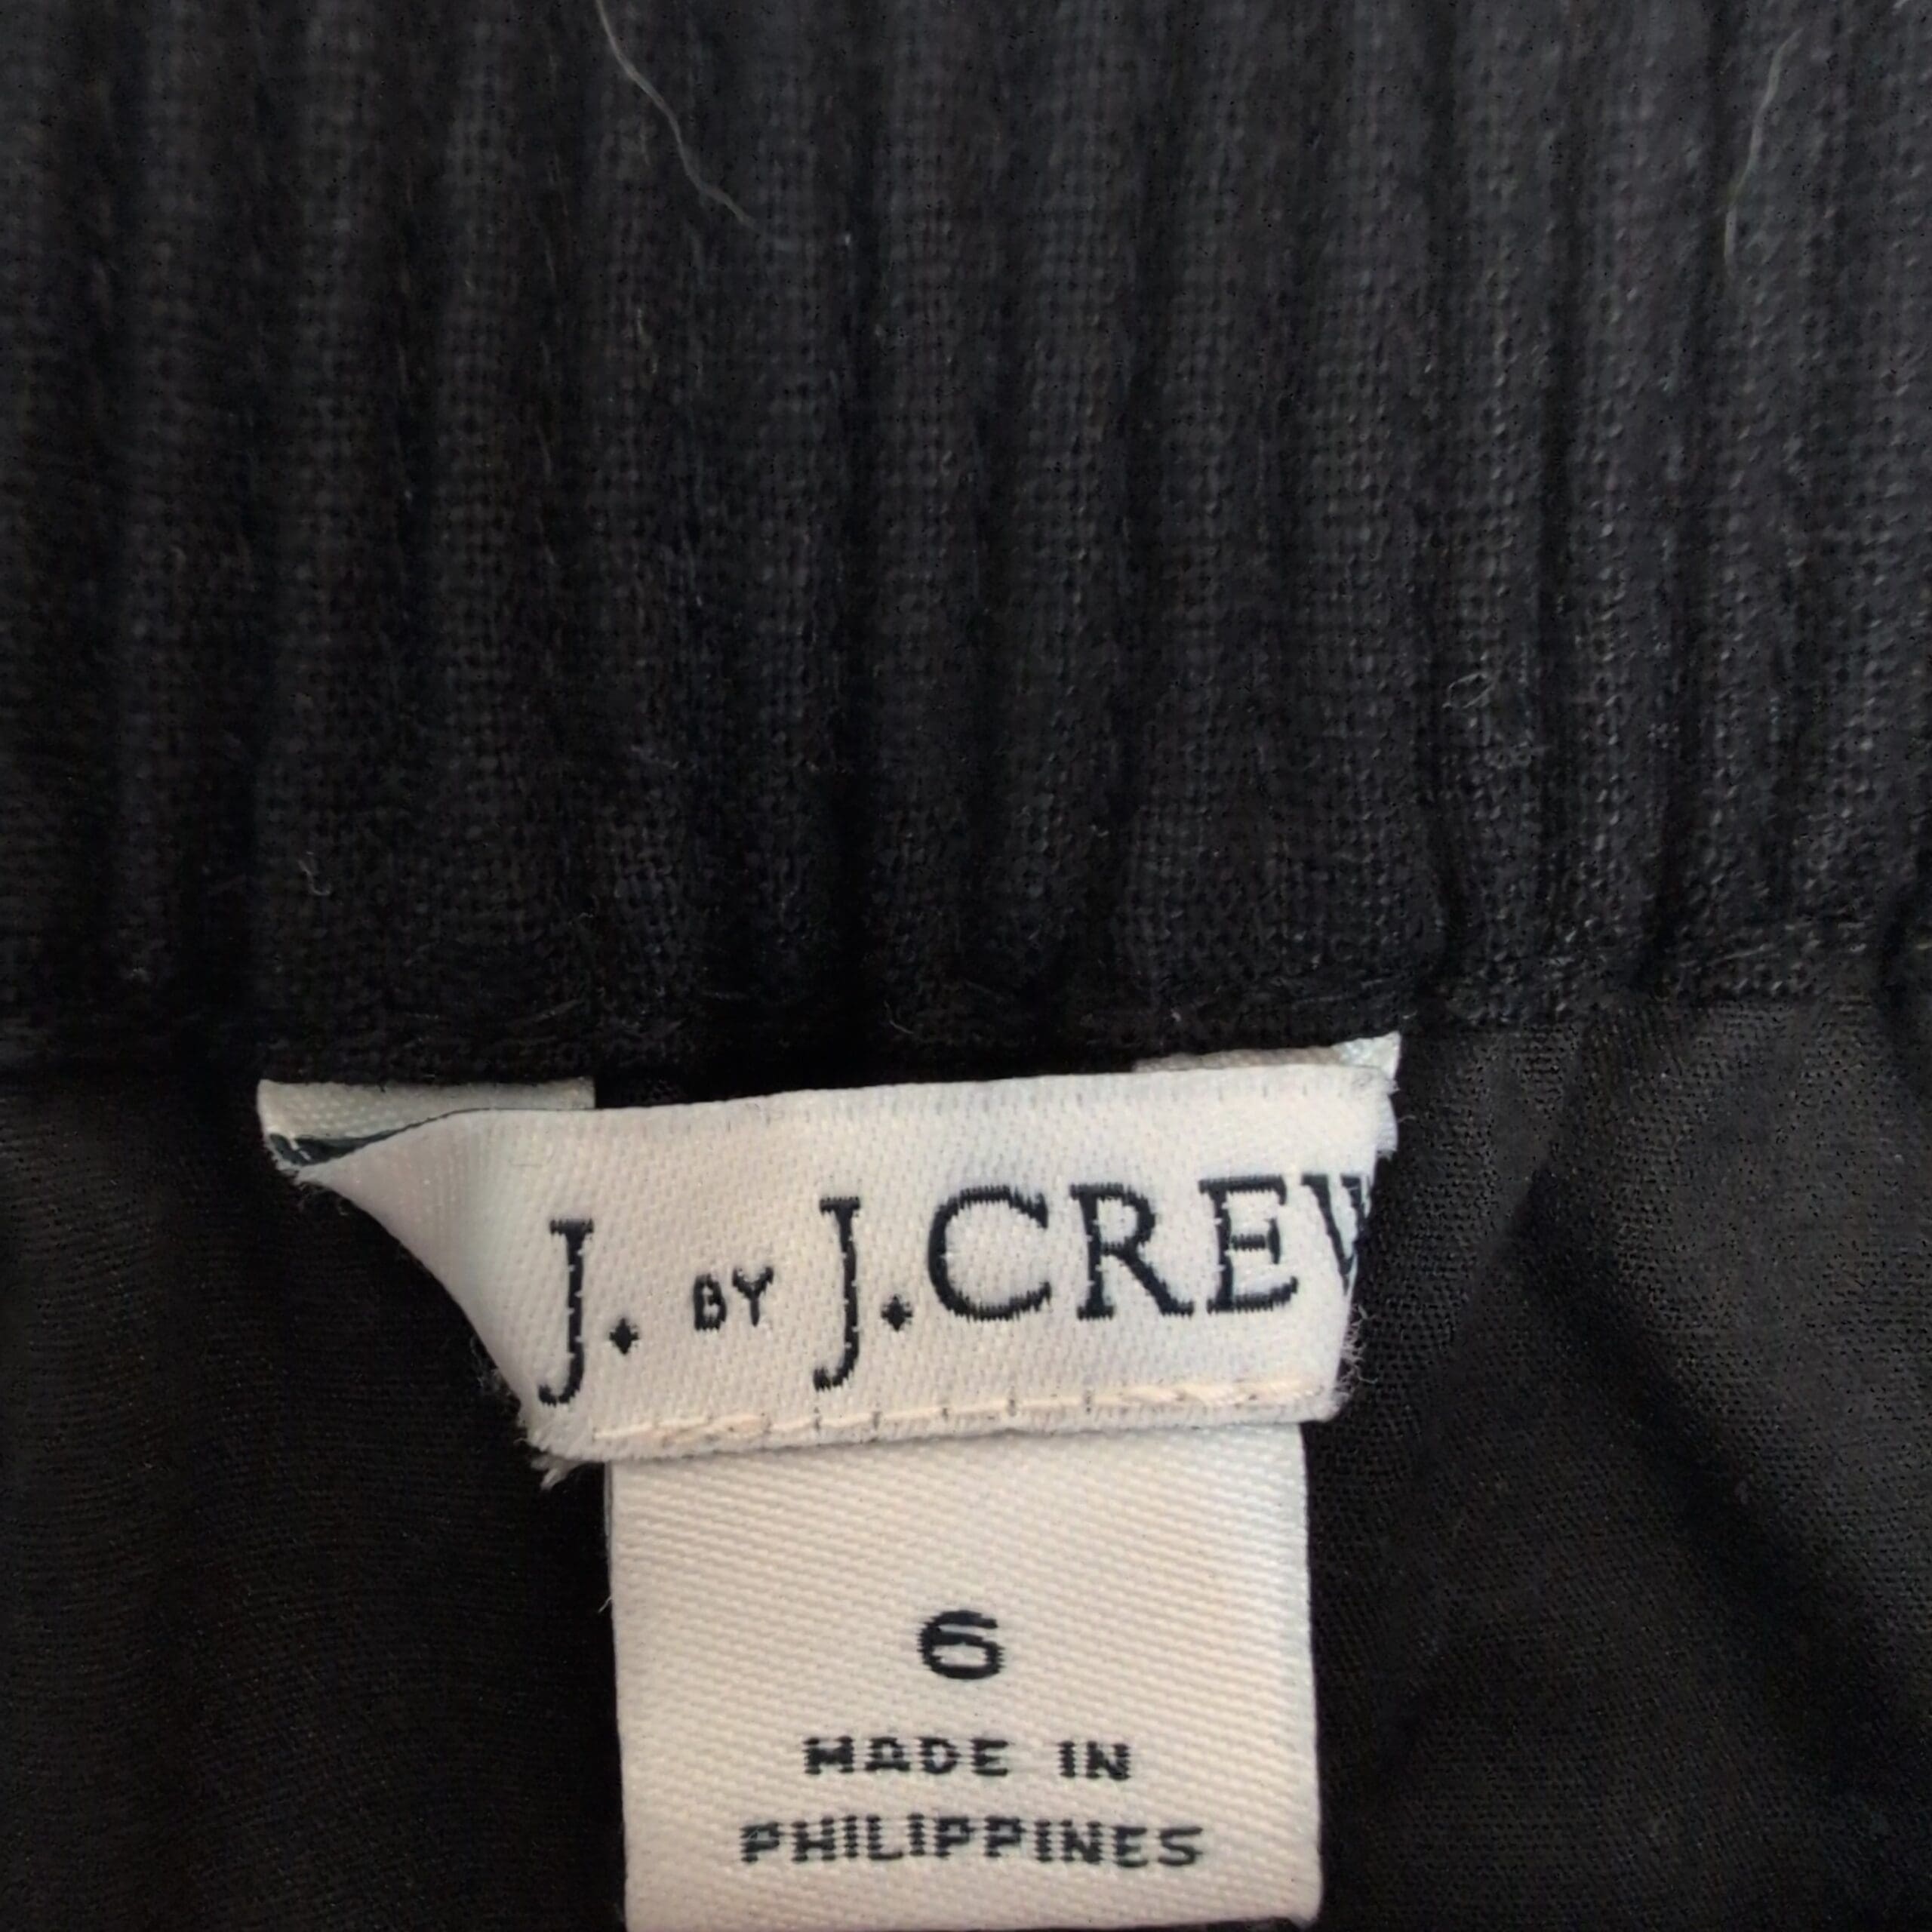 J. BY J.CREW
6
MADE IN
PHILIPPINES